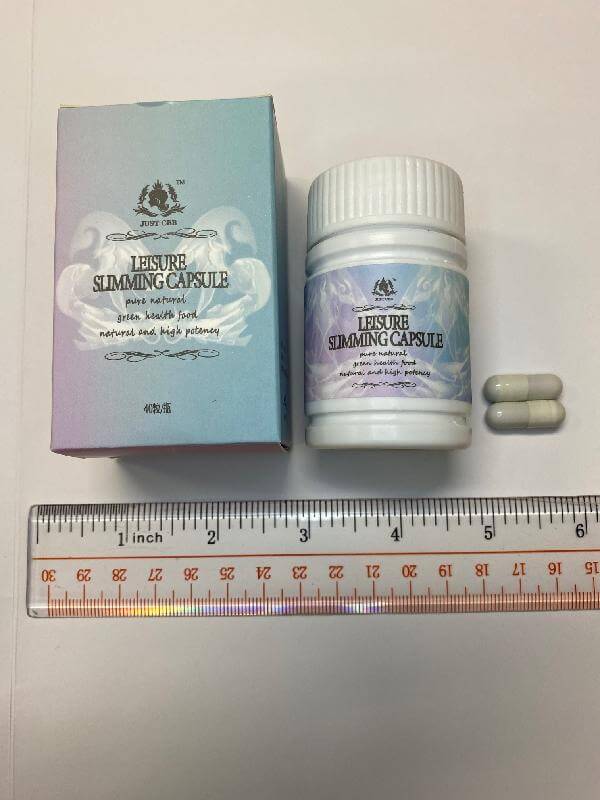 TM
JUST CBB
LEISURE
SLIMMING CAPSULE
pure natural
green health food
natural and high potency
40粒/瓶
LEISURE
SLIMMING CAPSULE
pure natural
green health food
natural and high potency
1 inch 2 3 4 5 6
30 29 28 27 26 25 24 23 22 21 20 19 18 17 16 15